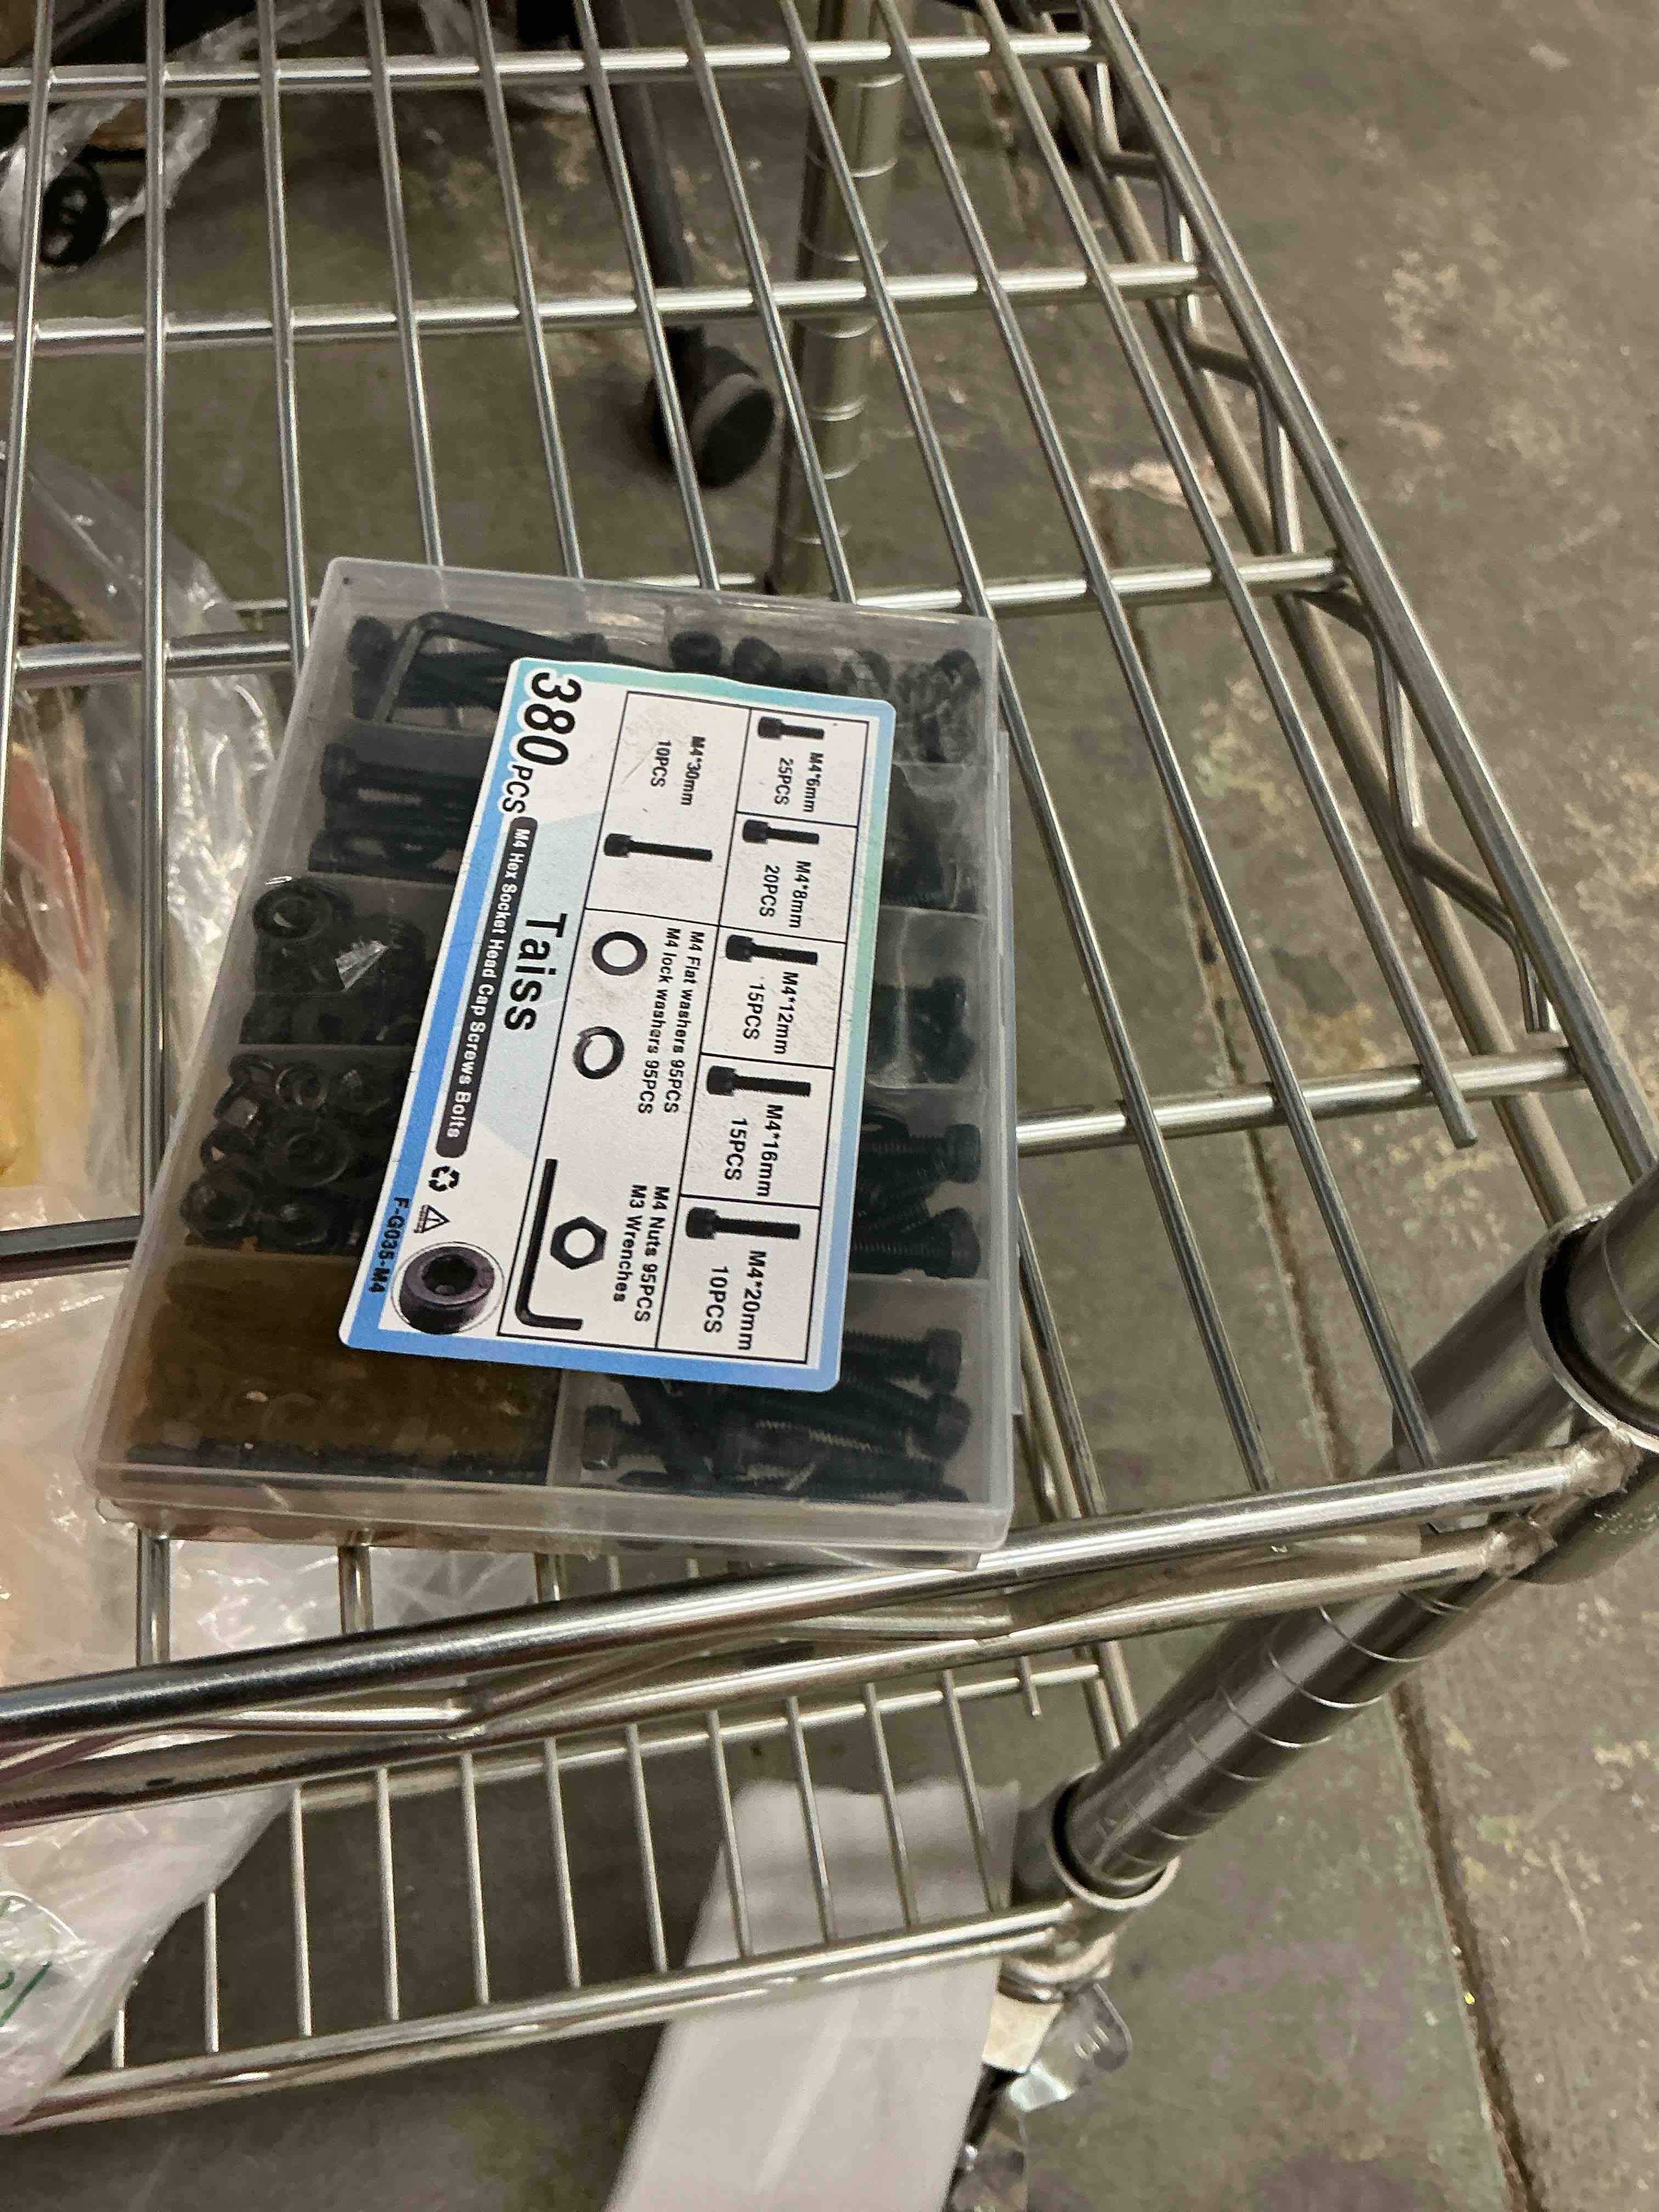 380PCS
Taiss
M4 Hex Socket Head Cap Screws Bolts
F-G035-M4
M4*6mm
25PCS
M4*8mm
20PCS
M4*12mm
15PCS
M4*16mm
15PCS
M4*20mm
10PCS
M4*30mm
10PCS
M4 Flat washers 95PCS
M4 lock washers 95PCS
M4 Nuts 95PCS
M3 Wrenches